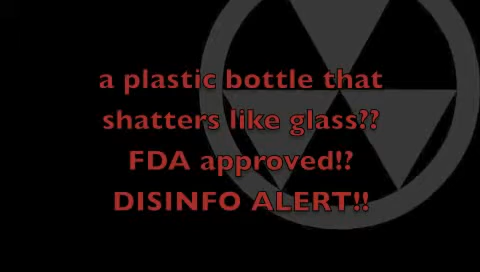 a plastic bottle that
shatters like glass??
FDA approved!?
DISINFO ALERT!!